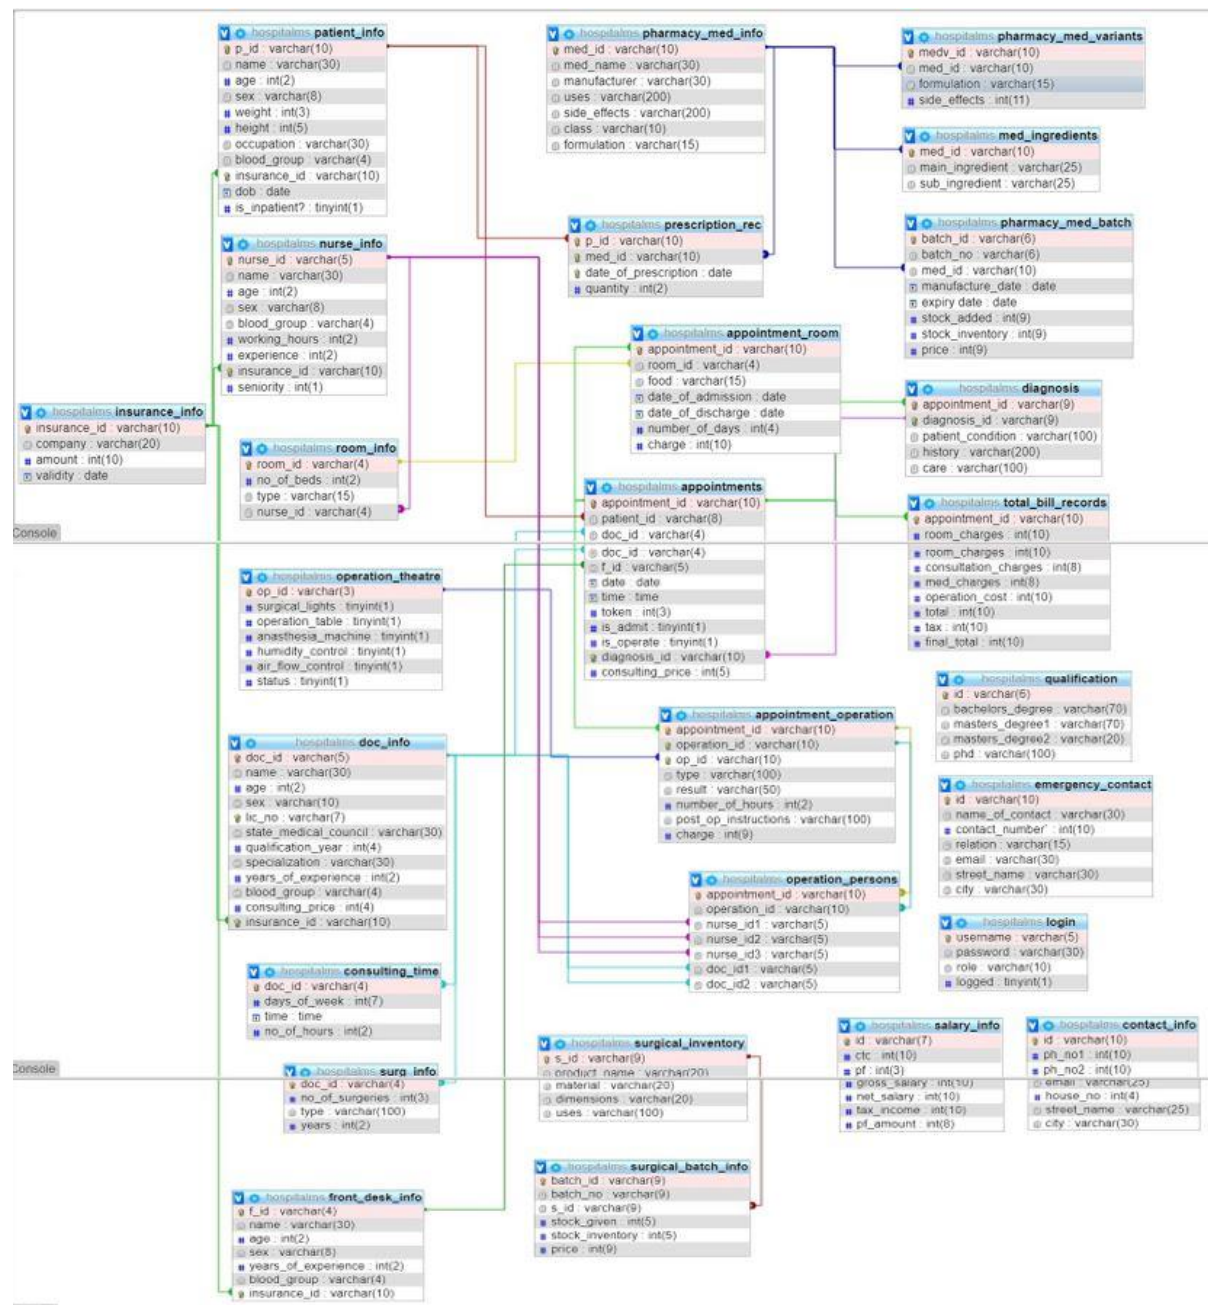 hospitalms patient_info
p_id : varchar(10)
name : varchar(30)
age : int(2)
sex : varchar(8)
weight : int(3)
height : int(5)
occupation : varchar(30)
blood_group : varchar(4)
insurance_id : varchar(10)
dob : date
is_inpatient? : tinyint(1)
hospitalms nurse_info
nurse_id : varchar(5)
name : varchar(30)
age : int(2)
sex : varchar(8)
blood_group : varchar(4)
working_hours : int(2)
experience : int(2)
insurance_id : varchar(10)
seniority : int(1)
hospitalms insurance_info
insurance_id : varchar(10)
company : varchar(20)
amount : int(10)
validity : date
hospitalms room_info
room_id : varchar(4)
no_of_beds : int(2)
type : varchar(15)
nurse_id : varchar(4)
Console
hospitalms pharmacy_med_info
med_id : varchar(10)
med_name : varchar(30)
manufacturer : varchar(30)
uses : varchar(200)
side_effects : varchar(200)
class : varchar(10)
formulation : varchar(15)
hospitalms prescription_rec
p_id : varchar(10)
med_id : varchar(10)
date_of_prescription : date
quantity : int(2)
hospitalms pharmacy_med_variants
medv_id : varchar(10)
med_id : varchar(10)
formulation : varchar(15)
side_effects : int(11)
hospitalms med_ingredients
med_id : varchar(10)
main_ingredient : varchar(25)
sub_ingredient : varchar(25)
hospitalms pharmacy_med_batch
batch_id : varchar(6)
batch_no : varchar(6)
med_id : varchar(10)
manufacture_date : date
expiry date : date
stock_added : int(9)
stock_inventory : int(9)
price : int(9)
hospitalms appointment_room
appointment_id : varchar(10)
room_id : varchar(4)
food : varchar(15)
date_of_admission : date
date_of_discharge : date
number_of_days : int(4)
charge : int(10)
hospitalms diagnosis
appointment_id : varchar(9)
diagnosis_id : varchar(9)
patient_condition : varchar(100)
history : varchar(200)
care : varchar(100)
hospitalms appointments
appointment_id : varchar(10)
patient_id : varchar(8)
doc_id : varchar(4)
doc_id : varchar(4)
f_id : varchar(5)
date : date
time : time
token : int(3)
is_admit : tinyint(1)
is_operate : tinyint(1)
diagnosis_id : varchar(10)
consulting_price : int(5)
hospitalms total_bill_records
appointment_id : varchar(10)
room_charges : int(10)
room_charges : int(10)
consultation_charges : int(8)
med_charges : int(8)
operation_cost : int(10)
total : int(10)
tax : int(10)
final_total : int(10)
hospitalms operation_theatre
op_id : varchar(3)
surgical_lights : tinyint(1)
operation_table : tinyint(1)
anasthesia_machine : tinyint(1)
humidity_control : tinyint(1)
air_flow_control : tinyint(1)
status : tinyint(1)
hospitalms doc_info
doc_id : varchar(5)
name : varchar(30)
age : int(2)
sex : varchar(10)
lic_no : varchar(7)
state_medical_council : varchar(30)
qualification_year : int(4)
specialization : varchar(30)
years_of_experience : int(2)
blood_group : varchar(4)
consulting_price : int(4)
insurance_id : varchar(10)
hospitalms appointment_operation
appointment_id : varchar(10)
operation_id : varchar(10)
op_id : varchar(10)
type : varchar(100)
result : varchar(50)
number_of_hours : int(2)
post_op_instructions : varchar(100)
charge : int(9)
hospitalms operation_persons
appointment_id : varchar(10)
operation_id : varchar(10)
nurse_id1 : varchar(5)
nurse_id2 : varchar(5)
nurse_id3 : varchar(5)
doc_id1 : varchar(5)
doc_id2 : varchar(5)
hospitalms qualification
id : varchar(6)
bachelors_degree : varchar(70)
masters_degree1 : varchar(70)
masters_degree2 : varchar(20)
phd : varchar(100)
hospitalms emergency_contact
id : varchar(10)
name_of_contact : varchar(30)
contact_number` : int(10)
relation : varchar(15)
email : varchar(30)
street_name : varchar(30)
city : varchar(30)
hospitalms login
username : varchar(5)
password : varchar(30)
role : varchar(10)
logged : tinyint(1)
hospitalms consulting_time
doc_id : varchar(4)
days_of_week : int(7)
time : time
no_of_hours : int(2)
Console
hospitalms surg_info
doc_id : varchar(4)
no_of_surgeries : int(3)
type : varchar(100)
years : int(2)
hospitalms surgical_inventory
s_id : varchar(9)
product_name : varchar(20)
material : varchar(20)
dimensions : varchar(20)
uses : varchar(100)
hospitalms salary_info
id : varchar(7)
ctc : int(10)
pf : int(3)
gross_salary : int(10)
net_salary : int(10)
tax_income : int(10)
pf_amount : int(8)
hospitalms contact_info
id : varchar(10)
ph_no1 : int(10)
ph_no2 : int(10)
email : varchar(25)
house_no : int(4)
street_name : varchar(25)
city : varchar(30)
hospitalms surgical_batch_info
batch_id : varchar(9)
batch_no : varchar(9)
s_id : varchar(9)
stock_given : int(5)
stock_inventory : int(5)
price : int(9)
hospitalms front_desk_info
f_id : varchar(4)
name : varchar(30)
age : int(2)
sex : varchar(8)
years_of_experience : int(2)
blood_group : varchar(4)
insurance_id : varchar(10)